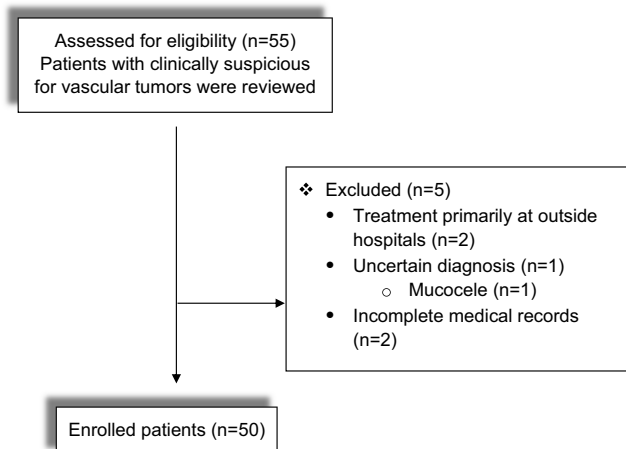 Assessed for eligibility (n=55)
Patients with clinically suspicious
for vascular tumors were reviewed
❖ Excluded (n=5)
• Treatment primarily at outside
hospitals (n=2)
• Uncertain diagnosis (n=1)
○ Mucocele (n=1)
• Incomplete medical records
(n=2)
Enrolled patients (n=50)